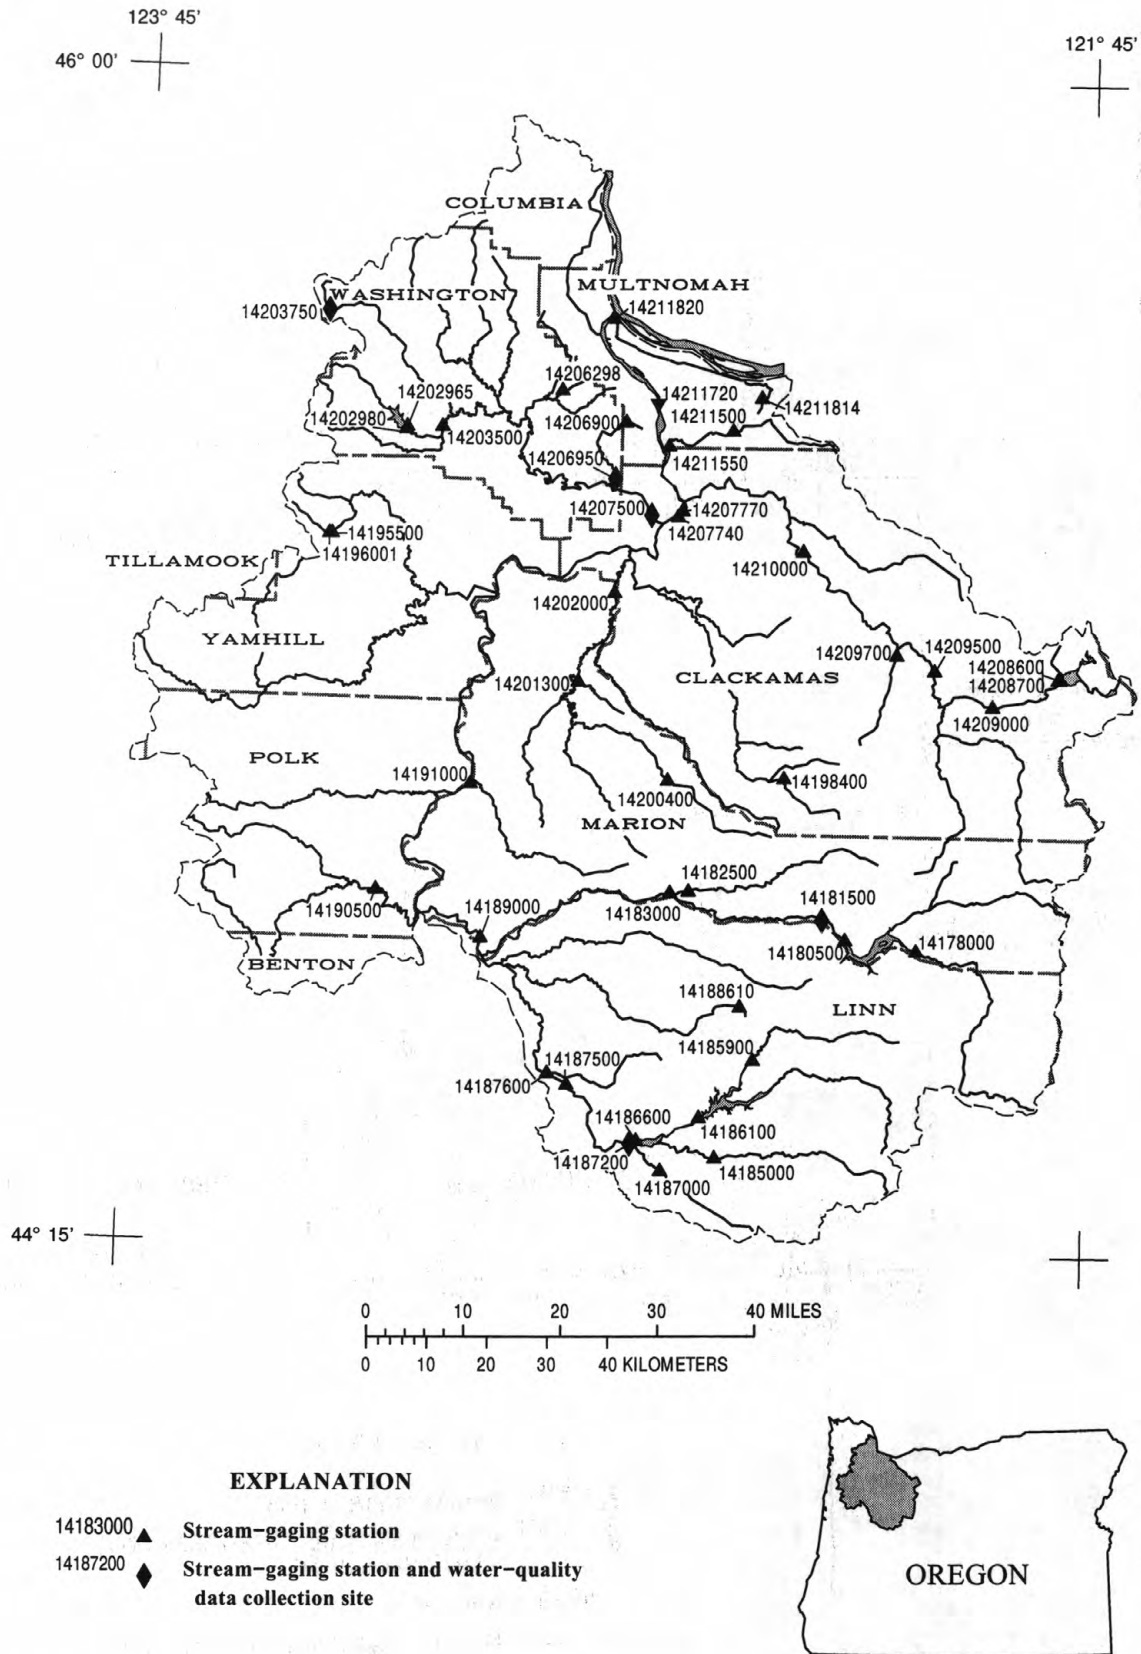 123° 45'
46° 00'
121° 45'
COLUMBIA
MULTNOMAH
WASHINGTON
14203750
14211820
14206298
14202965
14211720
14211814
14202980
14206900
14211500
14203500
14211550
14206950
14207500
14207770
14195500
14207740
14196001
TILLAMOOK
14210000
14202000
YAMHILL
14209700
14209500
14208600
14208700
14201300
CLACKAMAS
14209000
POLK
14191000
14198400
14200400
MARION
14182500
14190500
14189000
14183000
14181500
14180500
14178000
BENTON
14188610
LINN
14187500
14185900
14187600
14186600
14186100
14187200
14185000
14187000
44° 15'
0 10 20 30 40 MILES
0 10 20 30 40 KILOMETERS
EXPLANATION
14183000 Stream-gaging station
14187200 Stream-gaging station and water-quality
data collection site
OREGON